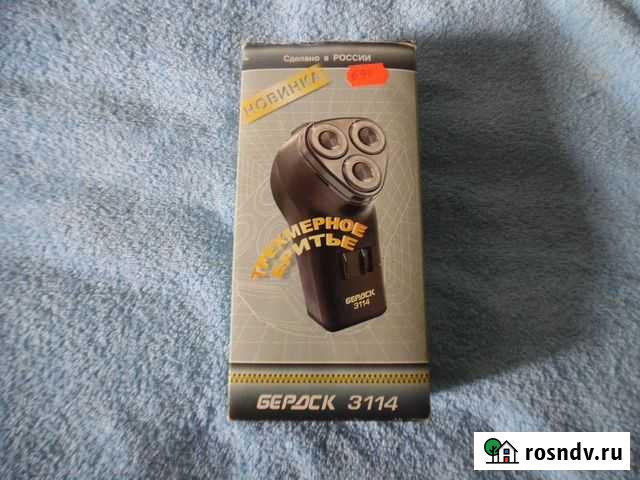 Сделано в РОССИИ
НОВИНКА
ТРЕХМЕРНОЕ
БРИТЬЕ
БЕРДСК
3114
БЕРДСК 3114
rosndv.ru